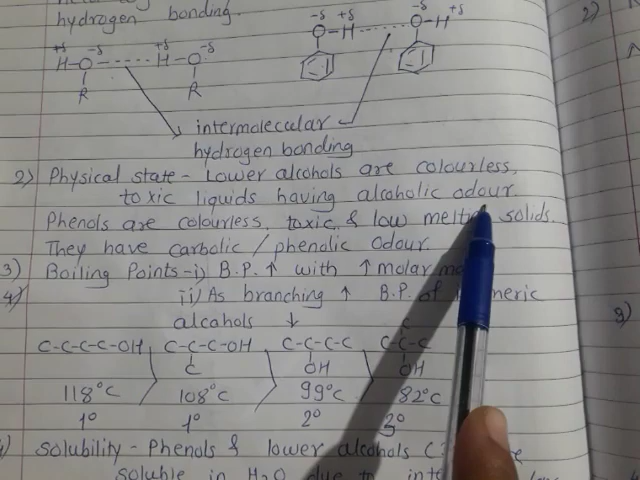 hydrogen bonding.
-δ +δ -δ
O-H O-H +δ
+δ -δ +δ -δ
H-O H-O
R R
intermolecular
hydrogen bonding
2) Physical state - Lower alcohols are colourless,
toxic liquids having alcoholic odour.
Phenols are colourless, toxic & low solids.
They have carbolic / phenolic odour
3) Boiling Points - i) B.P. ↑ with ↑ molar
4) ii) As branching ↑ B.P. of
alcohols ↓
C-C-C-C-OH > C-C-C-OH > C-C-C-C > C-C-C
C OH OH
118°C 108°C 99°C 82°C
1° 1° 2° 3°
solubility - Phenols & lower alcohols
soluble in H2O due to
2)